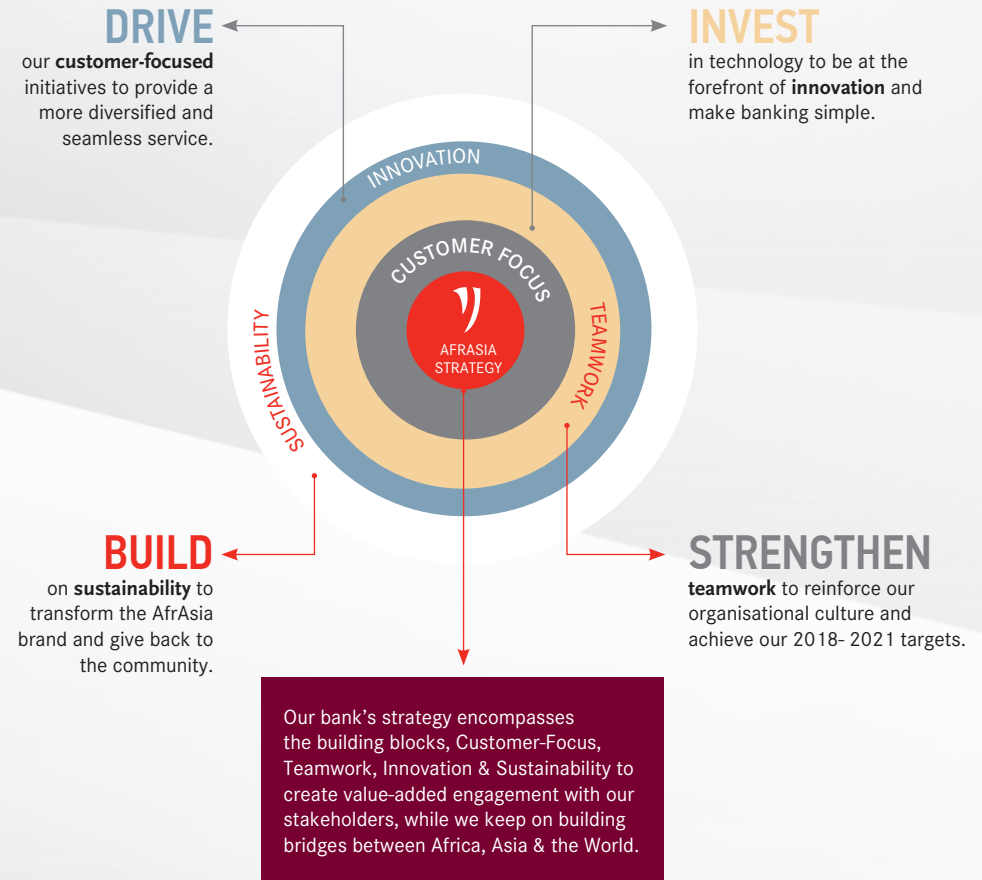 DRIVE
our customer-focused
initiatives to provide a
more diversified and
seamless service.
INVEST
in technology to be at the
forefront of innovation and
make banking simple.
INNOVATION
CUSTOMER FOCUS
AFRASIA
STRATEGY
TEAMWORK
SUSTAINABILITY
BUILD
on sustainability to
transform the AfrAsia
brand and give back to
the community.
STRENGTHEN
teamwork to reinforce our
organisational culture and
achieve our 2018- 2021 targets.
Our bank’s strategy encompasses
the building blocks, Customer-Focus,
Teamwork, Innovation & Sustainability to
create value-added engagement with our
stakeholders, while we keep on building
bridges between Africa, Asia & the World.